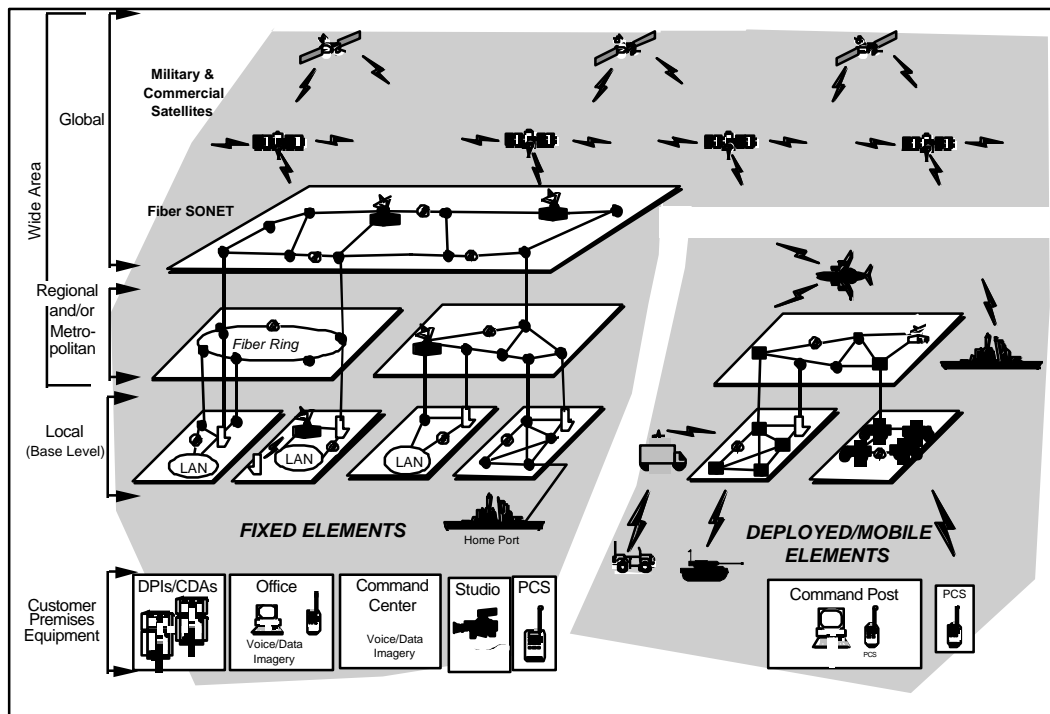 Wide Area
Global
Military &
Commercial
Satellites
Fiber SONET
Regional
and/or
Metro-
politan
Fiber Ring
Local
(Base Level)
LAN
LAN
LAN
Home Port
FIXED ELEMENTS
DEPLOYED/MOBILE
ELEMENTS
Customer
Premises
Equipment
DPIs/CDAs
Office
Voice/Data
Imagery
Command
Center
Voice/Data
Imagery
Studio
PCS
Command Post
PCS
PCS